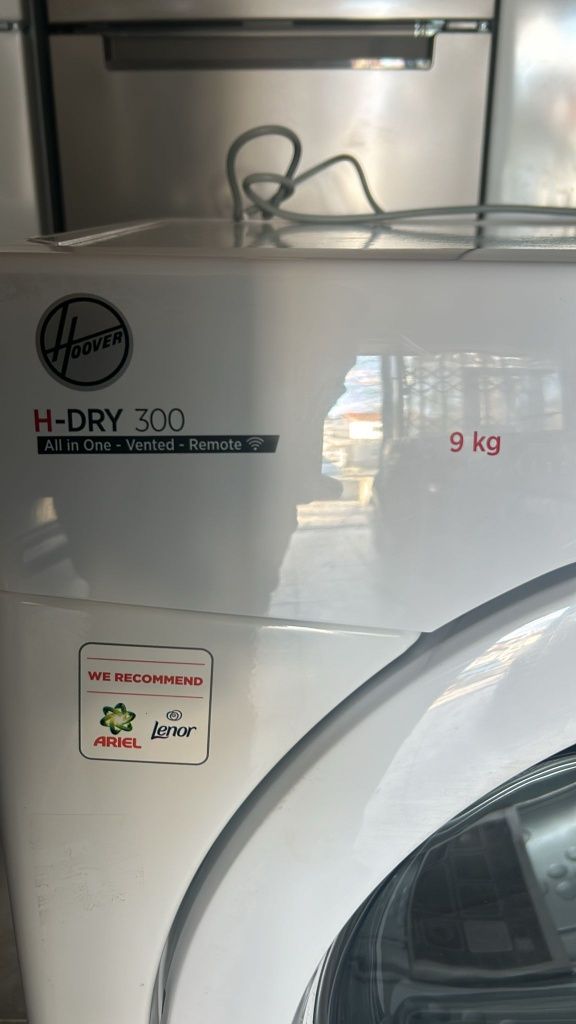 HOOVER
H-DRY 300
All in One - Vented - Remote
9 kg
WE RECOMMEND
ARIEL
Lenor